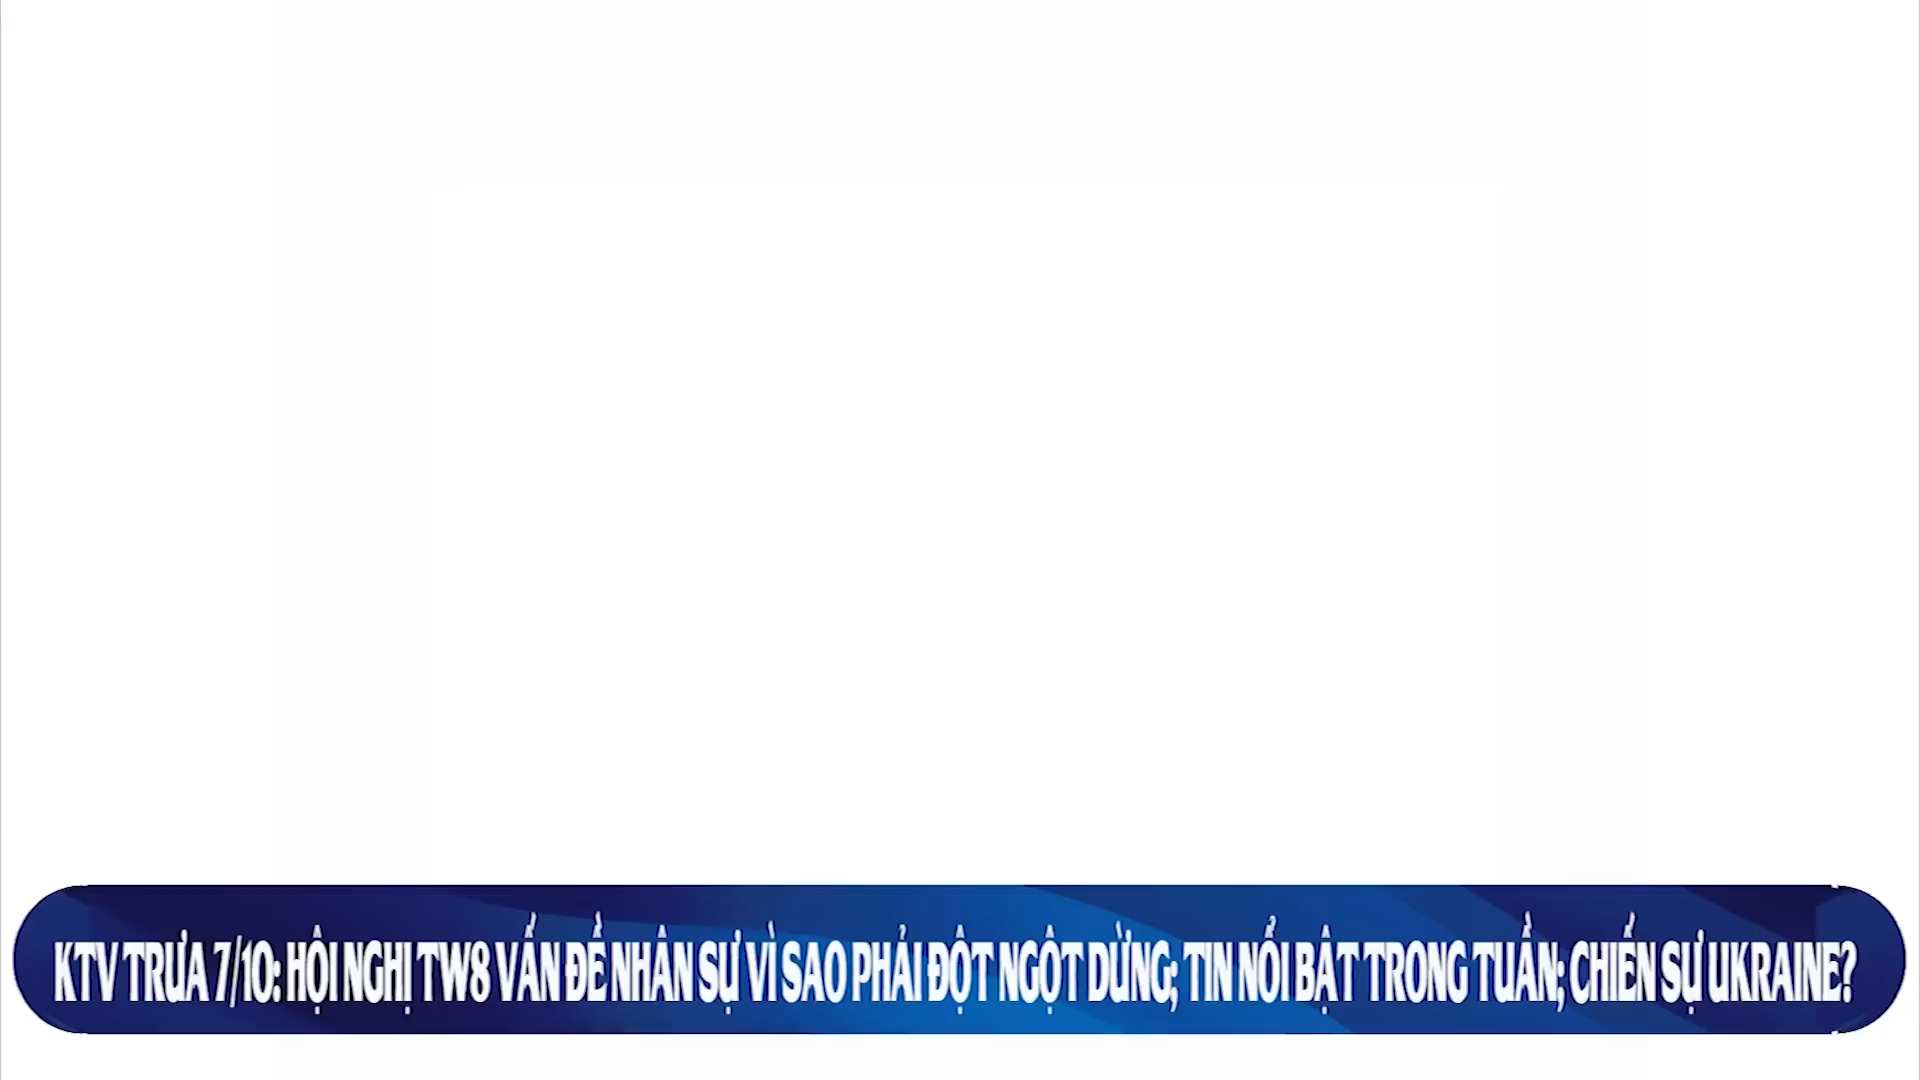 KTV TRƯA 7/10: HỘI NGHỊ TW8 VẤN ĐỀ NHÂN SỰ VÌ SAO PHẢI ĐỘT NGỘT DỪNG; TIN NỔI BẬT TRONG TUẦN; CHIẾN SỰ UKRAINE?